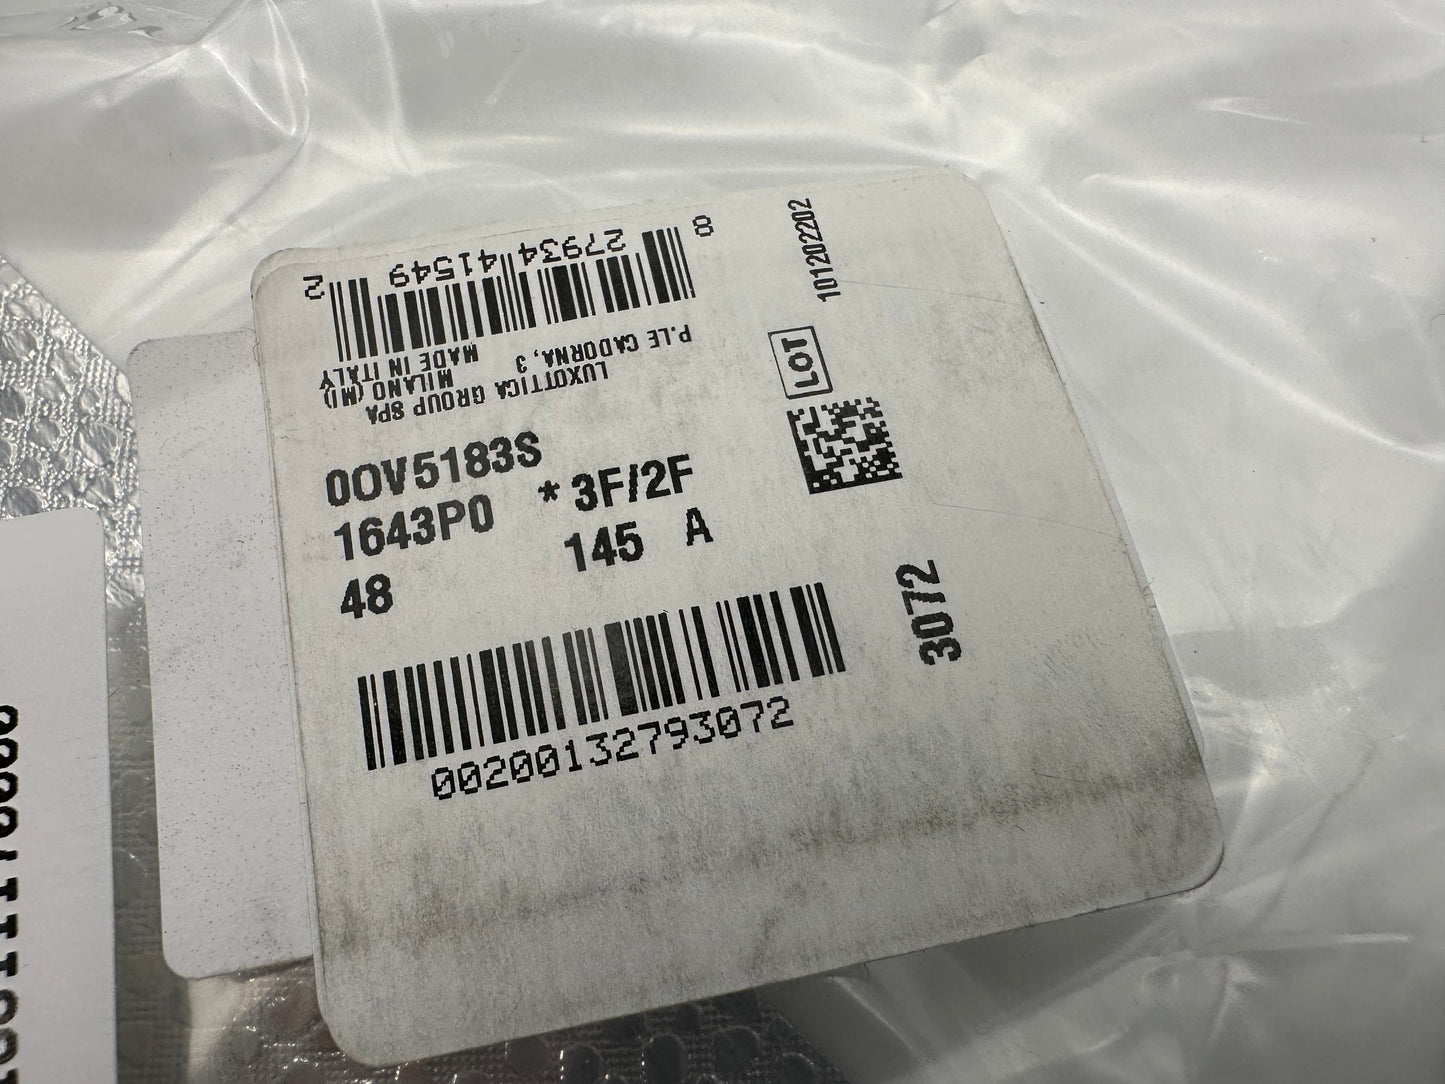 8 27934 41549 2
LUXOTTICA GROUP SPA
P.LE CADORNA, 3 MILANO (MI)
MADE IN ITALY
0OV5183S
1643P0 * 3F/2F
48 145 A
00200132793072
101202202
LOT
3072